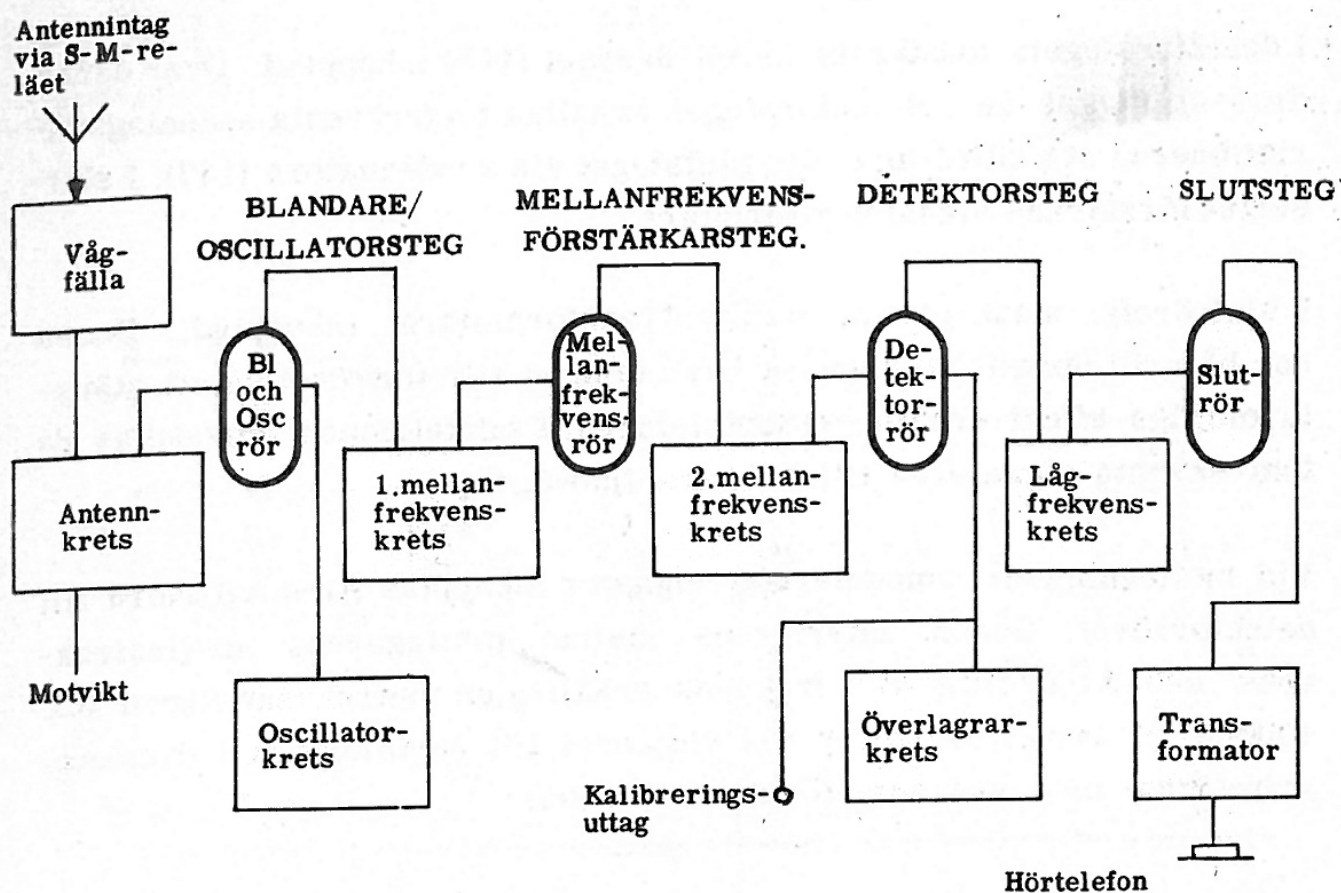 Antennintag
via S-M-re-
läet
BLANDARE/
OSCILLATORSTEG
MELLANFREKVENS-
FÖRSTÄRKARSTEG.
DETEKTORSTEG
SLUTSTEG
Våg-
fälla
Bl
och
Osc
rör
Mel-
lan-
frek-
vens-
rör
De-
tek-
tor-
rör
Slut-
rör
Antenn-
krets
1.mellan-
frekvens-
krets
2.mellan-
frekvens-
krets
Låg-
frekvens-
krets
Motvikt
Oscillator-
krets
Kalibrerings-
uttag
Överlagrar-
krets
Trans-
formator
Hörtelefon